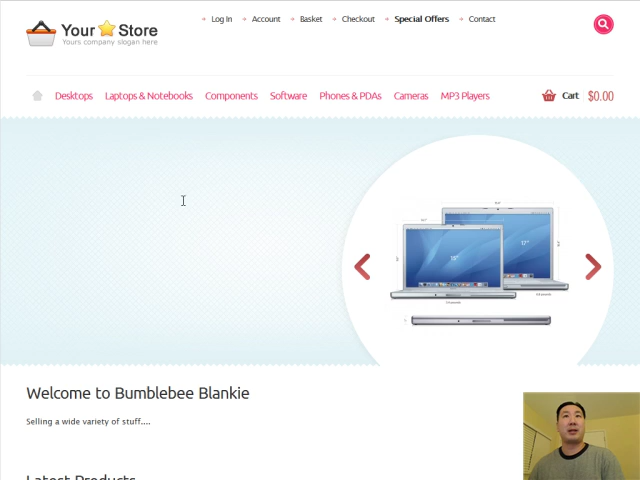 Your Store
Yours company slogan here
Log In
Account
Basket
Checkout
Special Offers
Contact
Desktops
Laptops & Notebooks
Components
Software
Phones & PDAs
Cameras
MP3 Players
Cart
$0.00
15"
17"
Welcome to Bumblebee Blankie
Selling a wide variety of stuff....
Latest Products